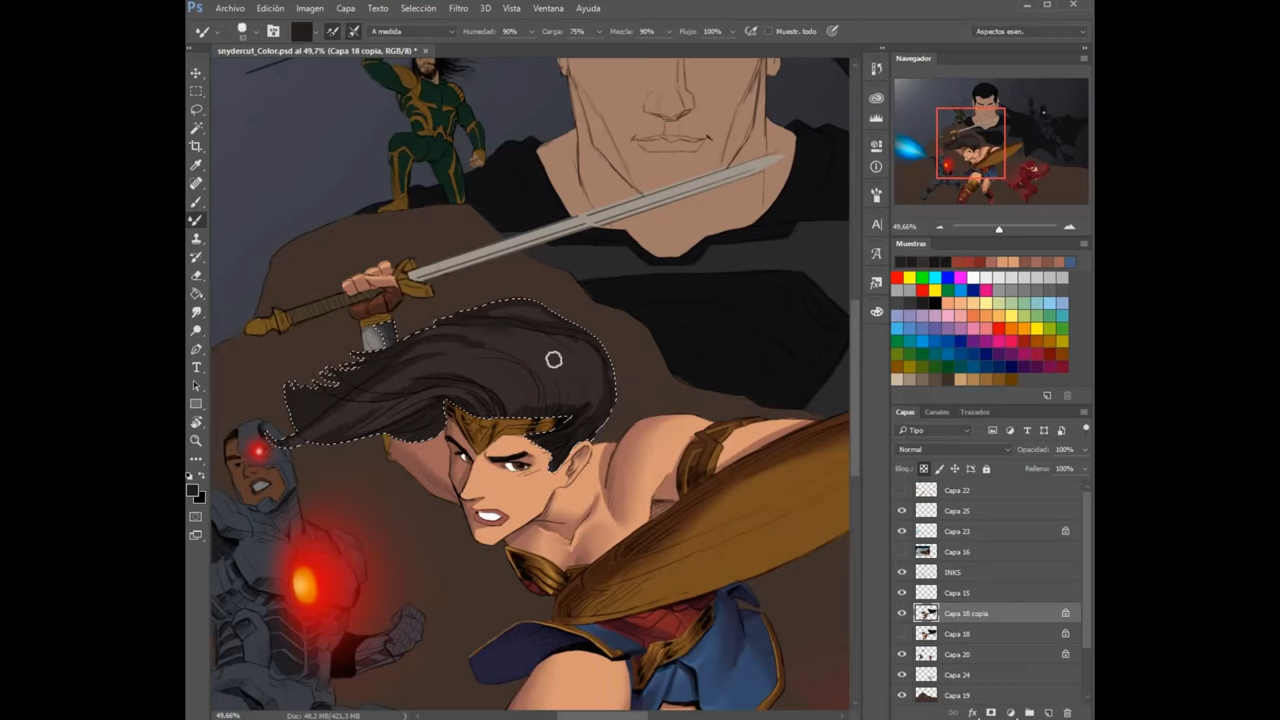 Ps Archivo Edición Imagen Capa Texto Selección Filtro 3D Vista Ventana Ayuda
53 A medida Humedad: 90% Carga: 75% Mezcla: 90% Flujo: 100% Muestr. todo Aspectos esen.
snydercut_Color.psd al 49,7% (Capa 18 copia, RGB/8) *
Navegador
49,66%
Muestras
Capas Canales Trazados
Tipo
Normal Opacidad: 100%
Bloq.: Relleno: 100%
Capa 22
Capa 25
Capa 23
Capa 16
INKS
Capa 15
Capa 18 copia
Capa 18
Capa 20
Capa 24
Capa 19
49,66% Doc: 48,2 MB/421,3 MB